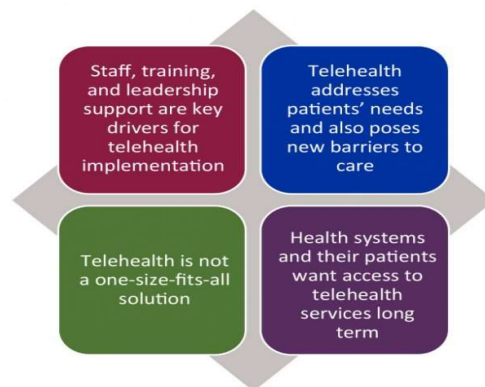 Staff, training,
and leadership
support are key
drivers for
telehealth
implementation
Telehealth
addresses
patients’ needs
and also poses
new barriers to
care
Telehealth is not
a one-size-fits-all
solution
Health systems
and their patients
want access to
telehealth
services long
term